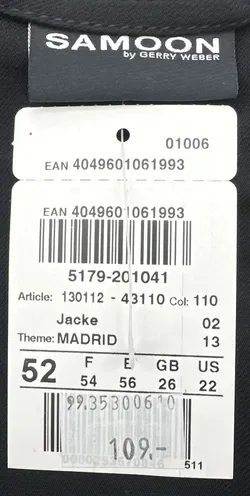 SAMOON
by GERRY WEBER
01006
EAN 4049601061993
EAN 4049601061993
5179-201041
Article: 130112 - 43110 Col: 110
Jacke 02
Theme: MADRID 13
52 F E GB US
54 56 26 22
99.35300610
109.-
511